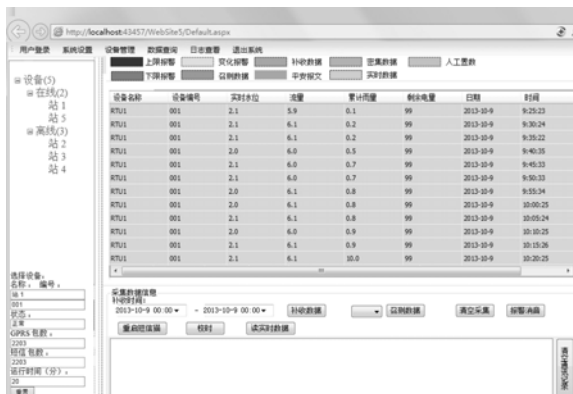 http://localhost:43457/WebSite5/Default.aspx
用户登录 系统设置 设备管理 数据查询 日志查看 退出系统
上限报警 变化报警 补收数据 密集数据 人工置数
下限报警 召测数据 平安报文 实时数据
设备(5)
在线(2)
站 1
站 5
离线(3)
站 2
站 3
站 4
设备名称 设备编号 实时水位 流量 累计雨量 剩余电量 日期 时间
RTU1 001 2.1 5.9 0.1 99 2013-10-9 9:25:23
RTU1 001 2.1 6.1 0.2 99 2013-10-9 9:30:24
RTU1 001 2.1 6.1 0.2 99 2013-10-9 9:35:22
RTU1 001 2.0 6.0 0.5 99 2013-10-9 9:40:35
RTU1 001 2.1 6.0 0.7 99 2013-10-9 9:45:33
RTU1 001 2.1 6.0 0.7 99 2013-10-9 9:50:33
RTU1 001 2.0 6.1 0.8 99 2013-10-9 9:55:34
RTU1 001 2.0 6.1 0.8 99 2013-10-9 10:00:25
RTU1 001 2.1 6.1 0.8 99 2013-10-9 10:05:24
RTU1 001 2.0 6.0 0.9 99 2013-10-9 10:10:25
RTU1 001 2.1 6.1 0.9 99 2013-10-9 10:15:26
RTU1 001 2.1 6.1 10.0 99 2013-10-9 10:20:25
选择设备:
名称: 编号:
站 1
001
状态:
正常
GPRS 包数:
2203
短信 包数:
2203
运行时间（分）:
20
采集数据信息
补收时间:
2013-10-9 00:00 - 2013-10-9 00:00 补收数据 召测数据 清空采集 报警消音
重启短信猫 校时 读实时数据